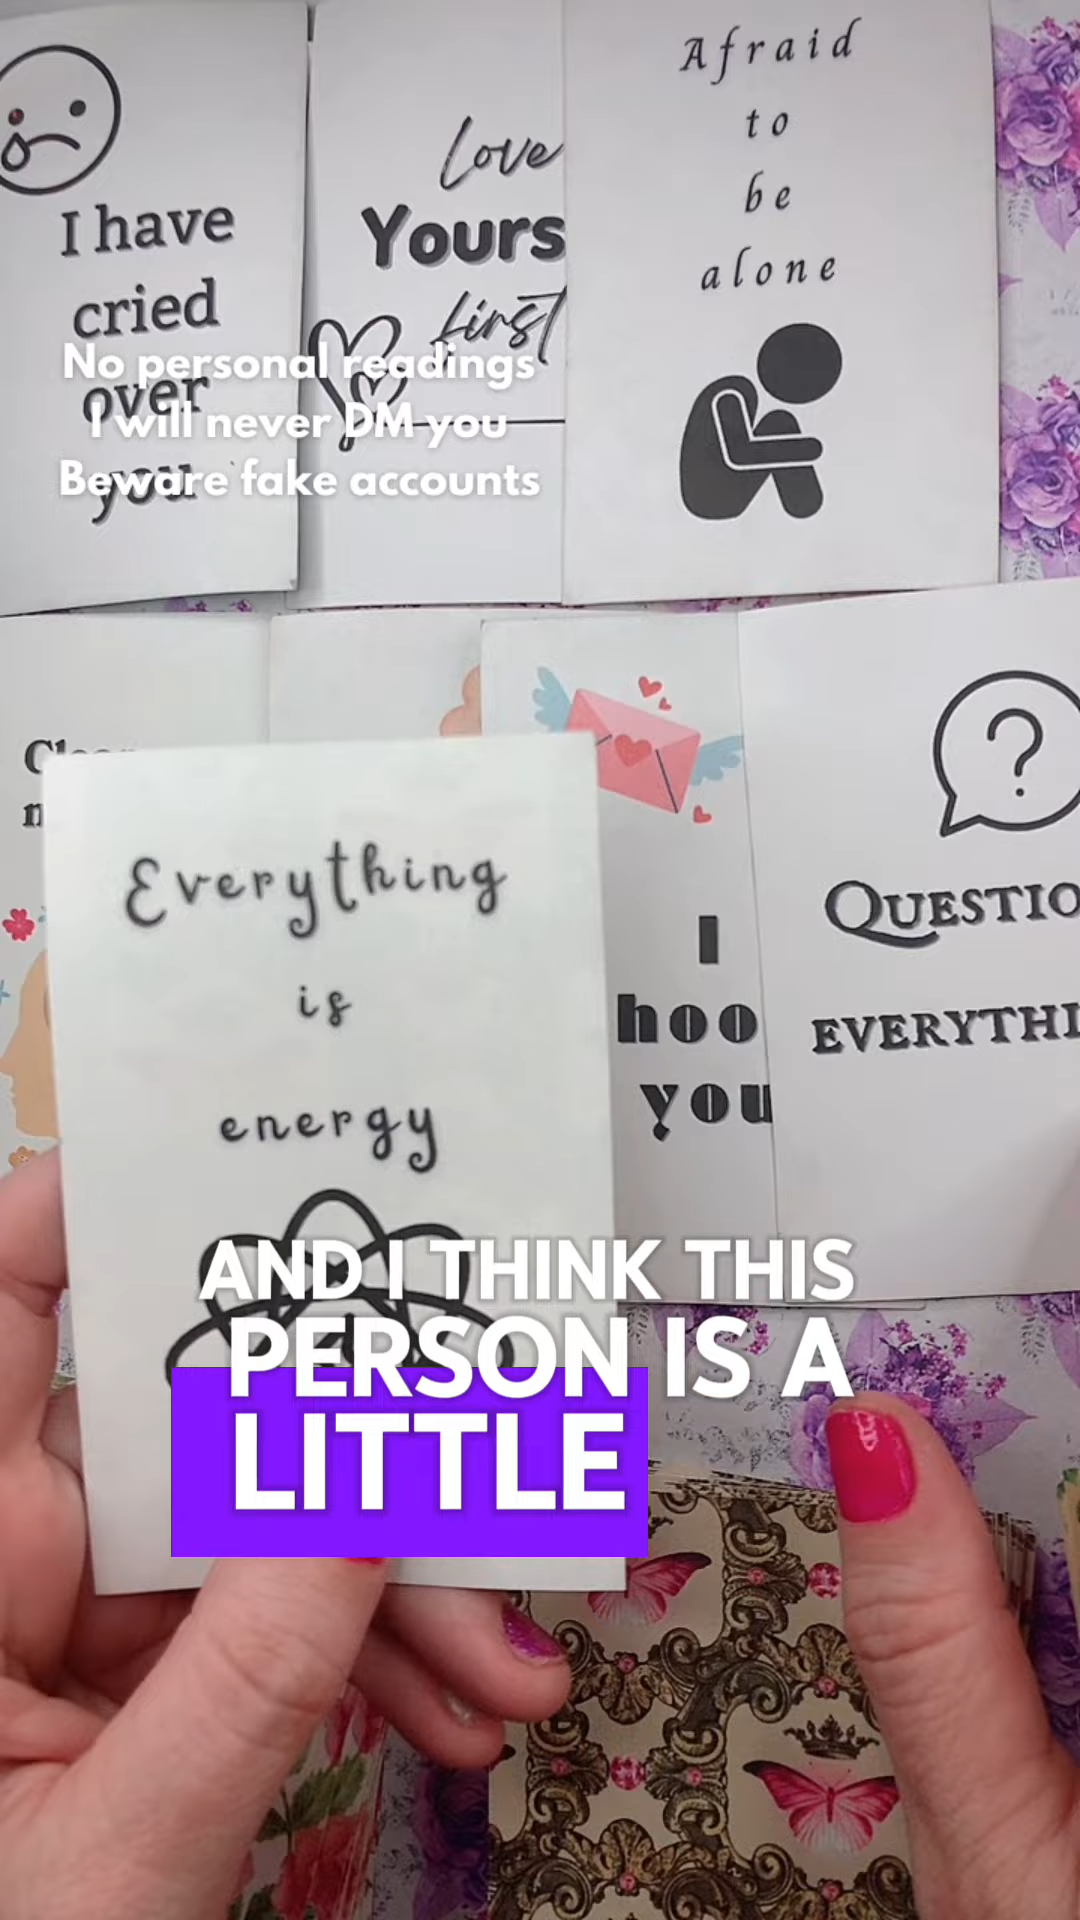 I have
cried
over
you
Love
Yours
first
Afraid
to
be
alone
No personal readings
I will never DM you
Beware fake accounts
Everything
is
energy
I
hoo
you
QUESTIO
EVERYTHI
AND I THINK THIS
PERSON IS A
LITTLE